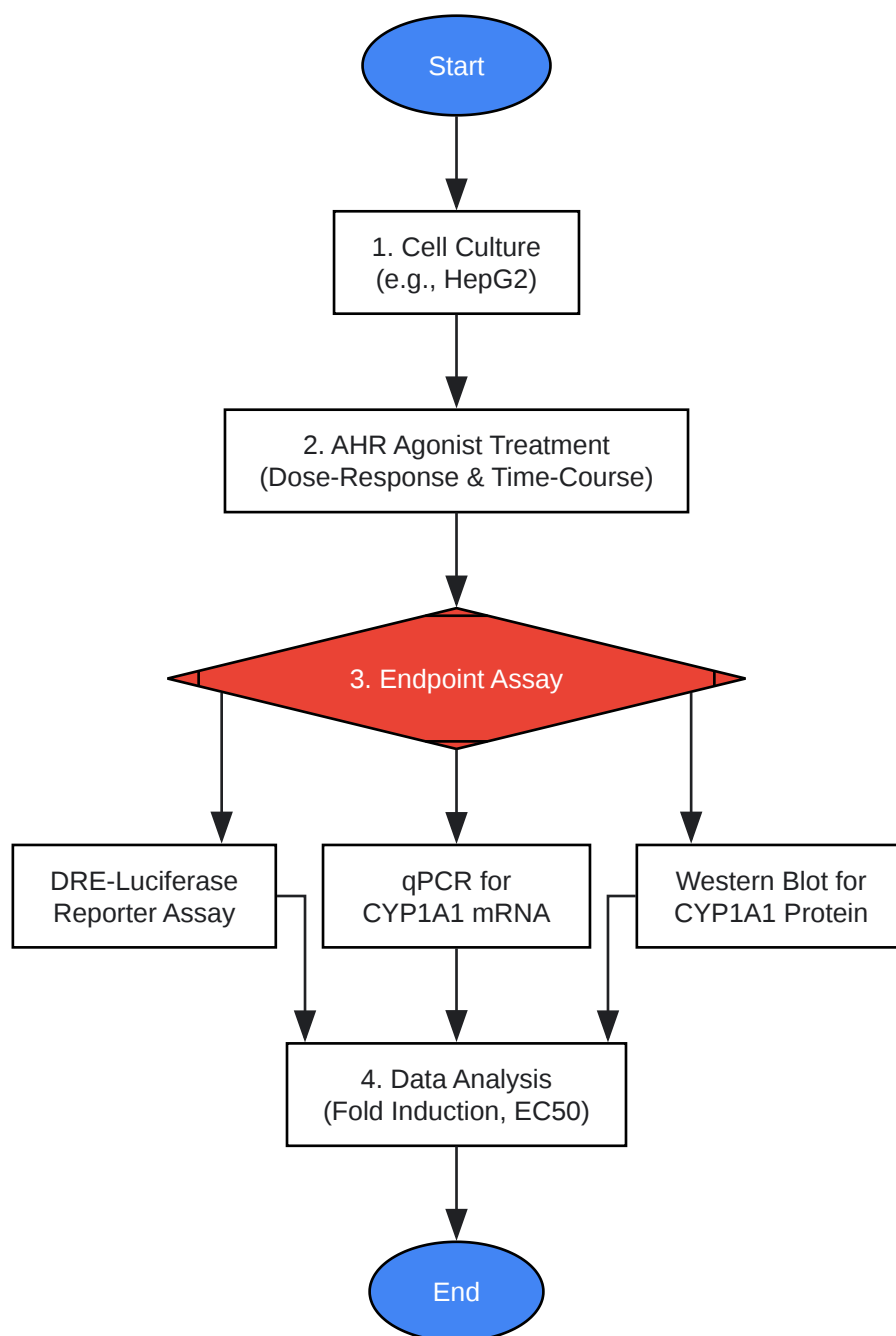 Start
1. Cell Culture
(e.g., HepG2)
2. AHR Agonist Treatment
(Dose-Response & Time-Course)
3. Endpoint Assay
DRE-Luciferase
Reporter Assay
qPCR for
CYP1A1 mRNA
Western Blot for
CYP1A1 Protein
4. Data Analysis
(Fold Induction, EC50)
End